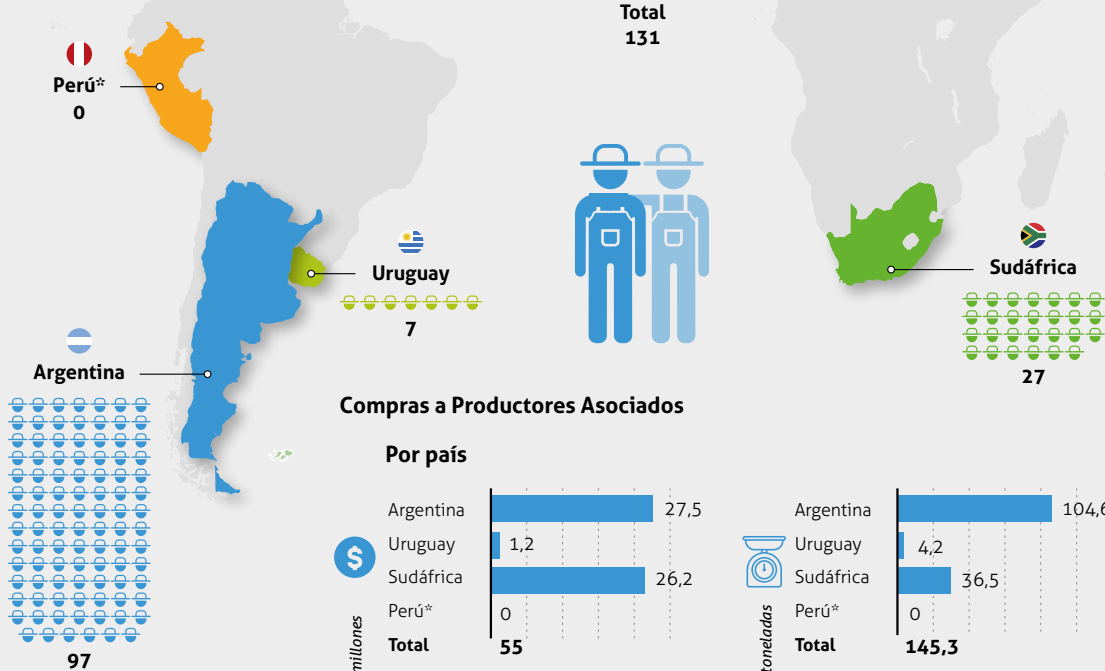 Total
131
Perú*
0
Uruguay
7
Sudáfrica
27
Argentina
97
Compras a Productores Asociados
Por país
$
millones
Argentina 27,5
Uruguay 1,2
Sudáfrica 26,2
Perú* 0
Total 55
toneladas
Argentina 104,6
Uruguay 4,2
Sudáfrica 36,5
Perú* 0
Total 145,3